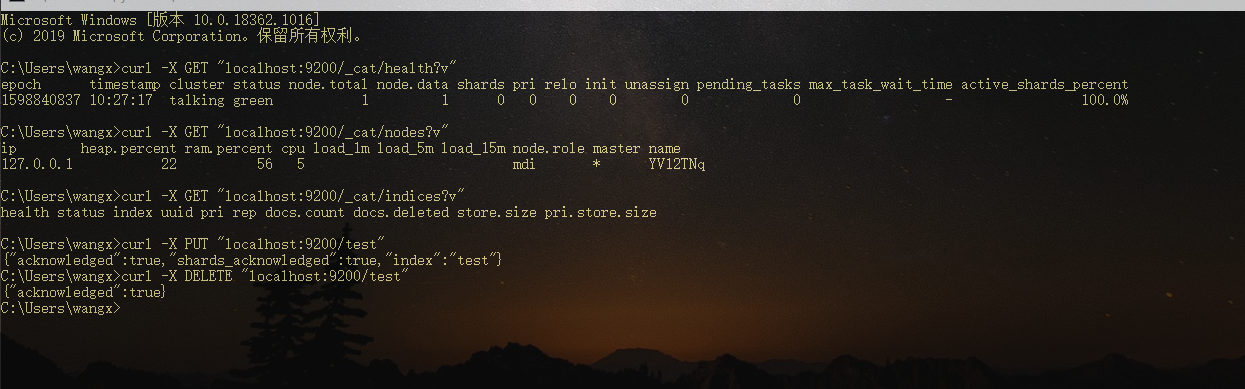 Microsoft Windows [版本 10.0.18362.1016]
(c) 2019 Microsoft Corporation。保留所有权利。
C:\Users\wangx>curl -X GET "localhost:9200/_cat/health?v"
epoch timestamp cluster status node.total node.data shards pri relo init unassign pending_tasks max_task_wait_time active_shards_percent
1598840837 10:27:17 talking green 1 1 0 0 0 0 0 0 - 100.0%
C:\Users\wangx>curl -X GET "localhost:9200/_cat/nodes?v"
ip heap.percent ram.percent cpu load_1m load_5m load_15m node.role master name
127.0.0.1 22 56 5 mdi * YV12TNq
C:\Users\wangx>curl -X GET "localhost:9200/_cat/indices?v"
health status index uuid pri rep docs.count docs.deleted store.size pri.store.size
C:\Users\wangx>curl -X PUT "localhost:9200/test"
{"acknowledged":true,"shards_acknowledged":true,"index":"test"}
C:\Users\wangx>curl -X DELETE "localhost:9200/test"
{"acknowledged":true}
C:\Users\wangx>